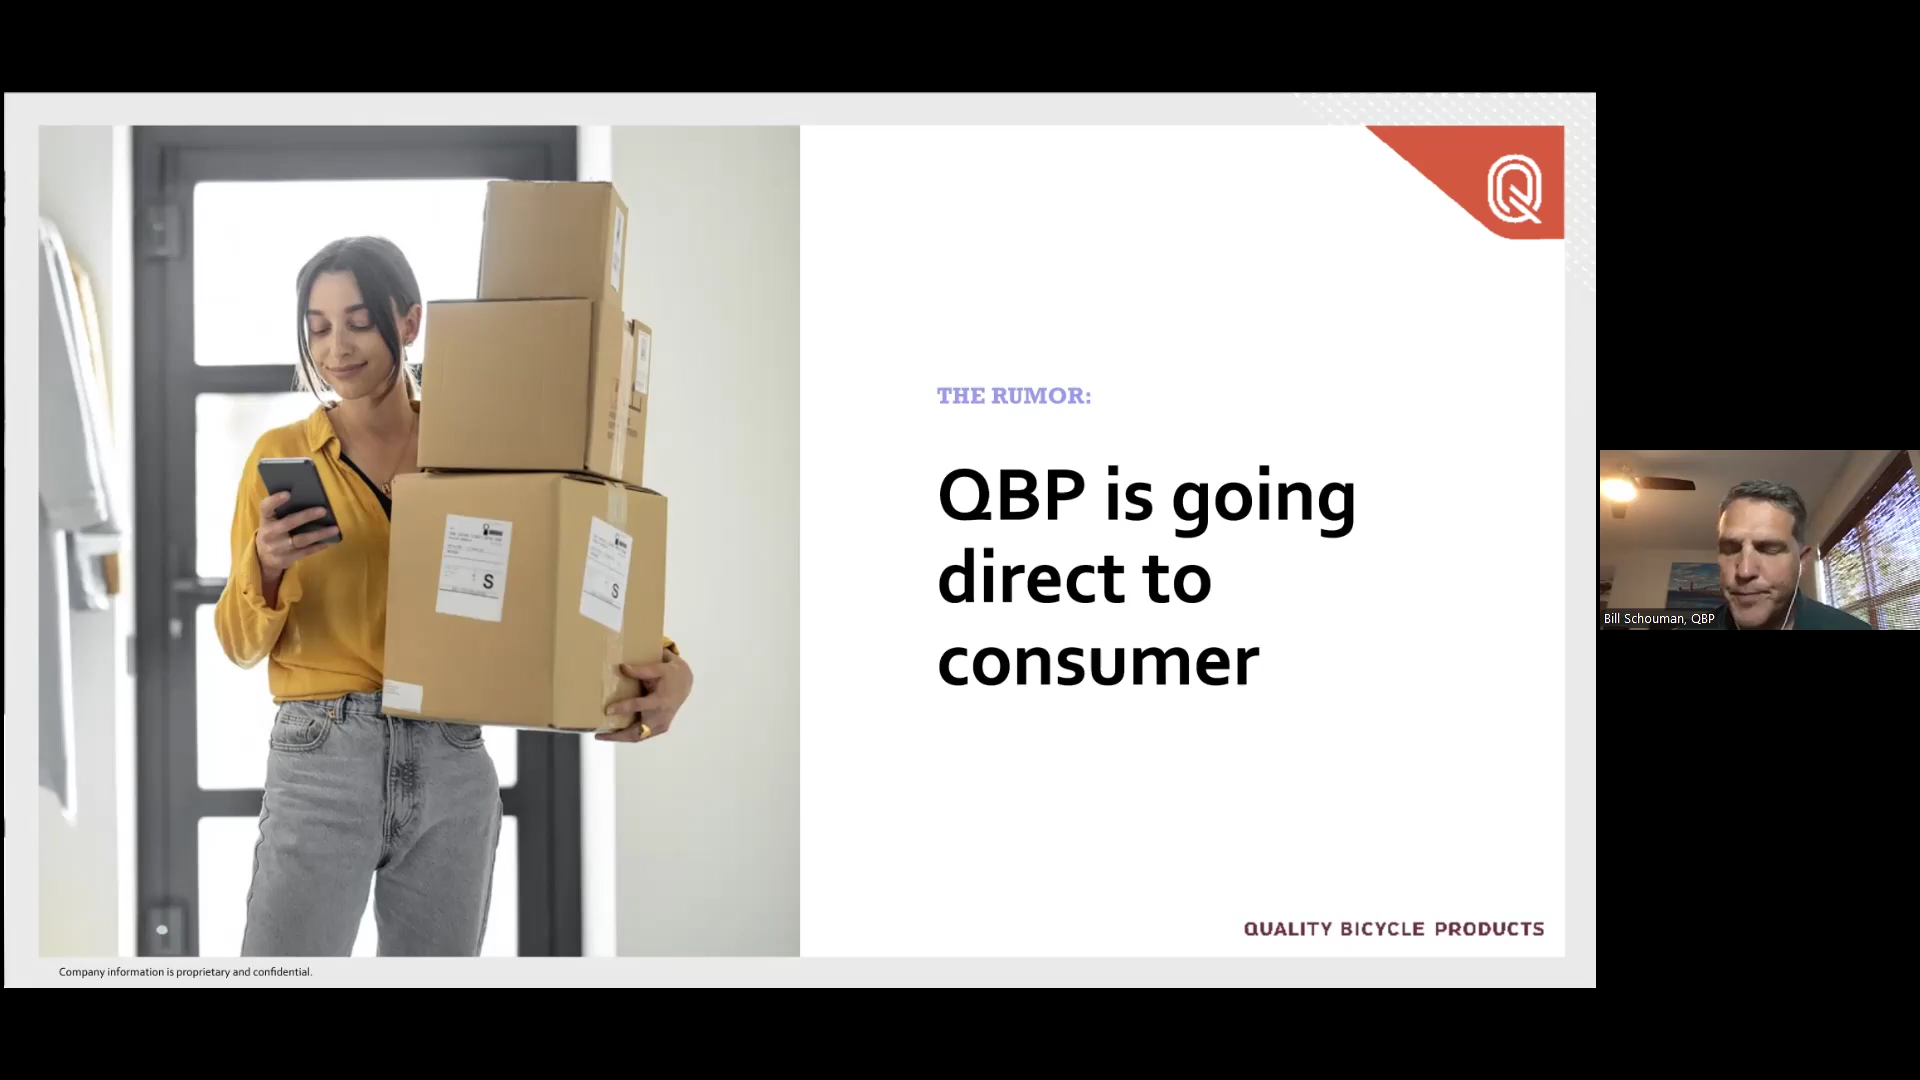 THE RUMOR:
QBP is going
direct to
consumer
QUALITY BICYCLE PRODUCTS
Company information is proprietary and confidential.
Bill Schouman, QBP
S
S